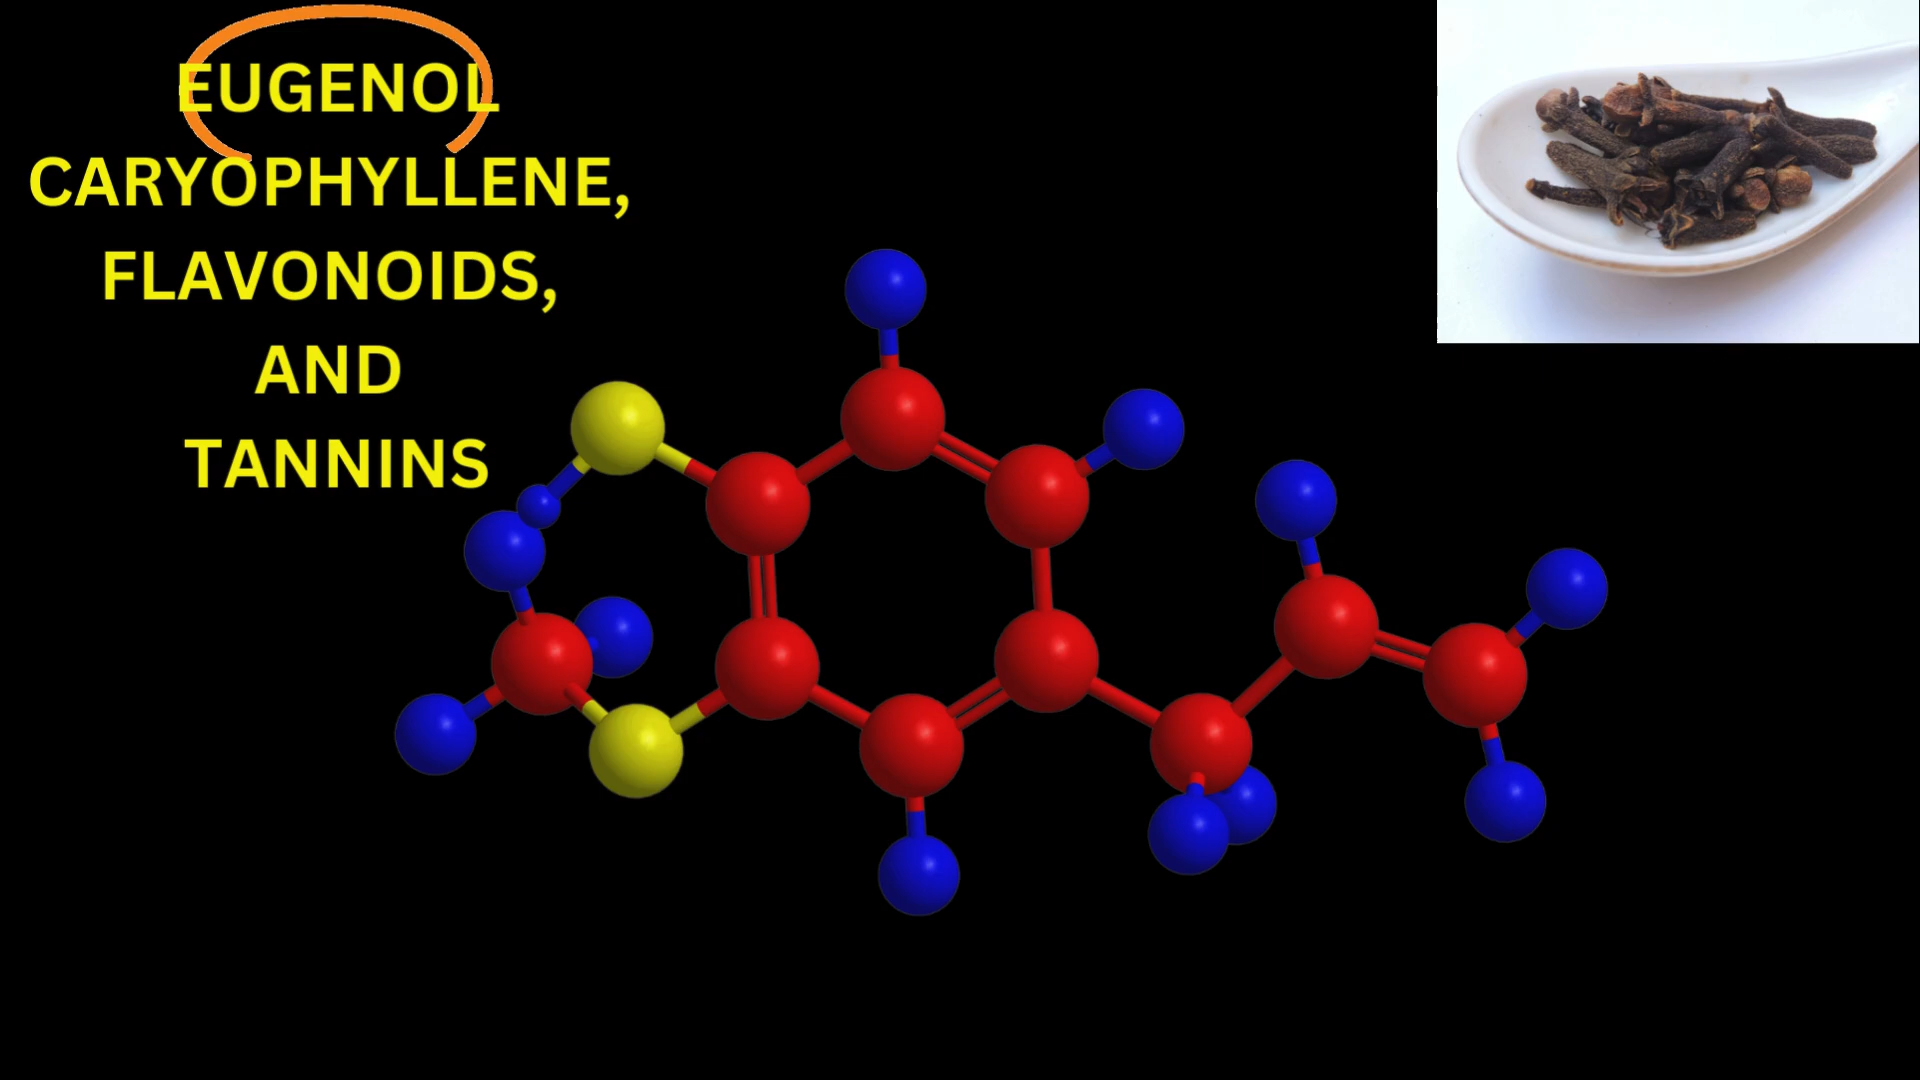 EUGENOL
CARYOPHYLLENE,
FLAVONOIDS,
AND
TANNINS